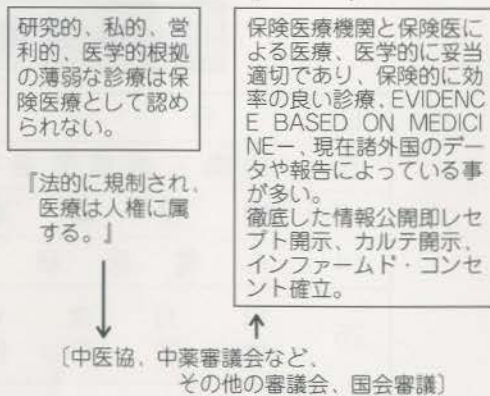 研究的、私的、営
利的、医学的根拠
の薄弱な診療は保
険医療として認め
られない。
『法的に規制され、
医療は人権に属
する。』
保険医療機関と保険医に
よる医療、医学的に妥当
適切であり、保険的に効
率の良い診療、EVIDENC
E BASED ON MEDICI
NEー、現在諸外国のデー
タや報告によっている事
が多い。
徹底した情報公開即レセ
プト開示、カルテ開示、
インファームド・コンセ
ント確立。
〔中医協、中薬審議会など、
その他の審議会、国会審議〕